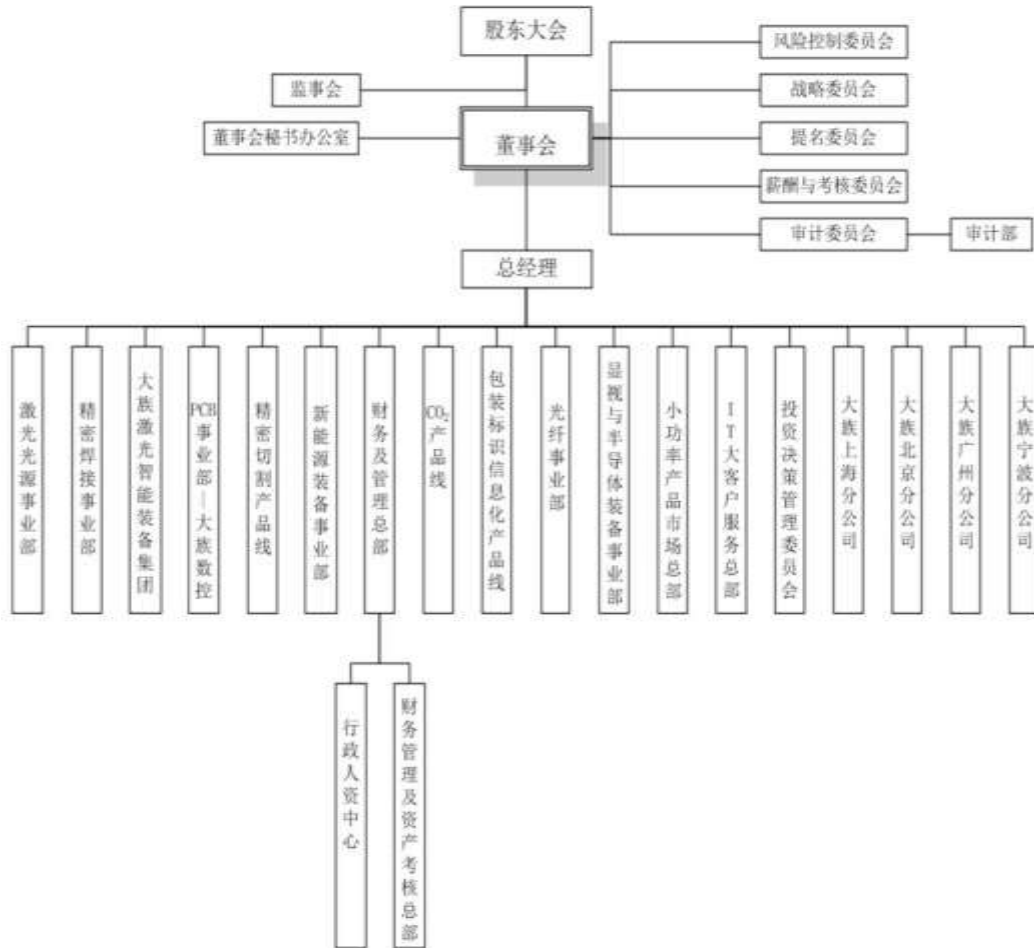 股东大会
风险控制委员会
监事会
战略委员会
董事会秘书办公室
董事会
提名委员会
薪酬与考核委员会
审计委员会
审计部
总经理
激光光源事业部
精密焊接事业部
大族激光智能装备集团
PCB事业部—大族数控
精密切割产品线
新能源装备事业部
财务及管理总部
CO₂产品线
包装标识信息化产品线
光纤事业部
显视与半导体装备事业部
小功率产品市场总部
IT大客户服务总部
投资决策管理委员会
大族上海分公司
大族北京分公司
大族广州分公司
大族宁波分公司
行政人资中心
财务管理及资产考核总部